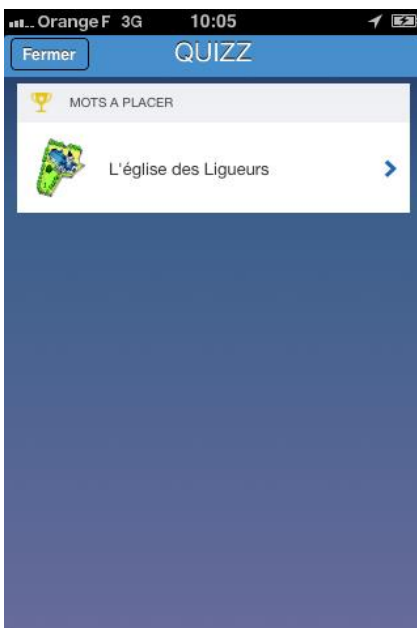 Orange F 3G 10:05
Fermer QUIZZ
MOTS A PLACER
L'église des Ligueurs